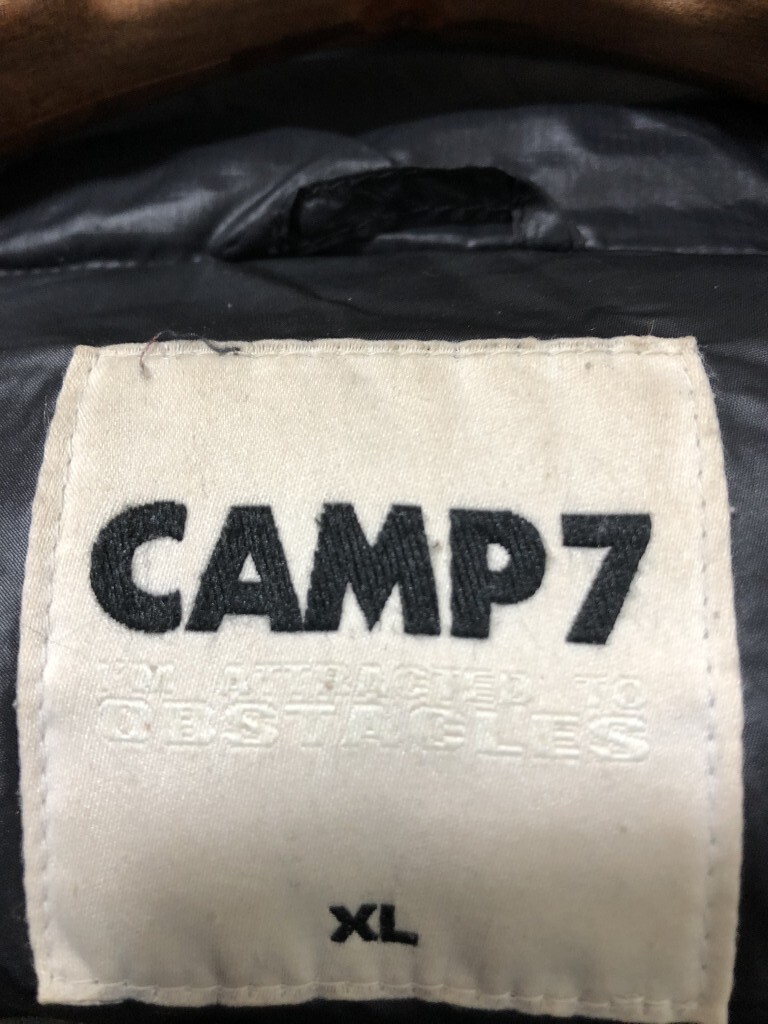 CAMP7
I'M ATTRACTED TO
OBSTACLES
XL